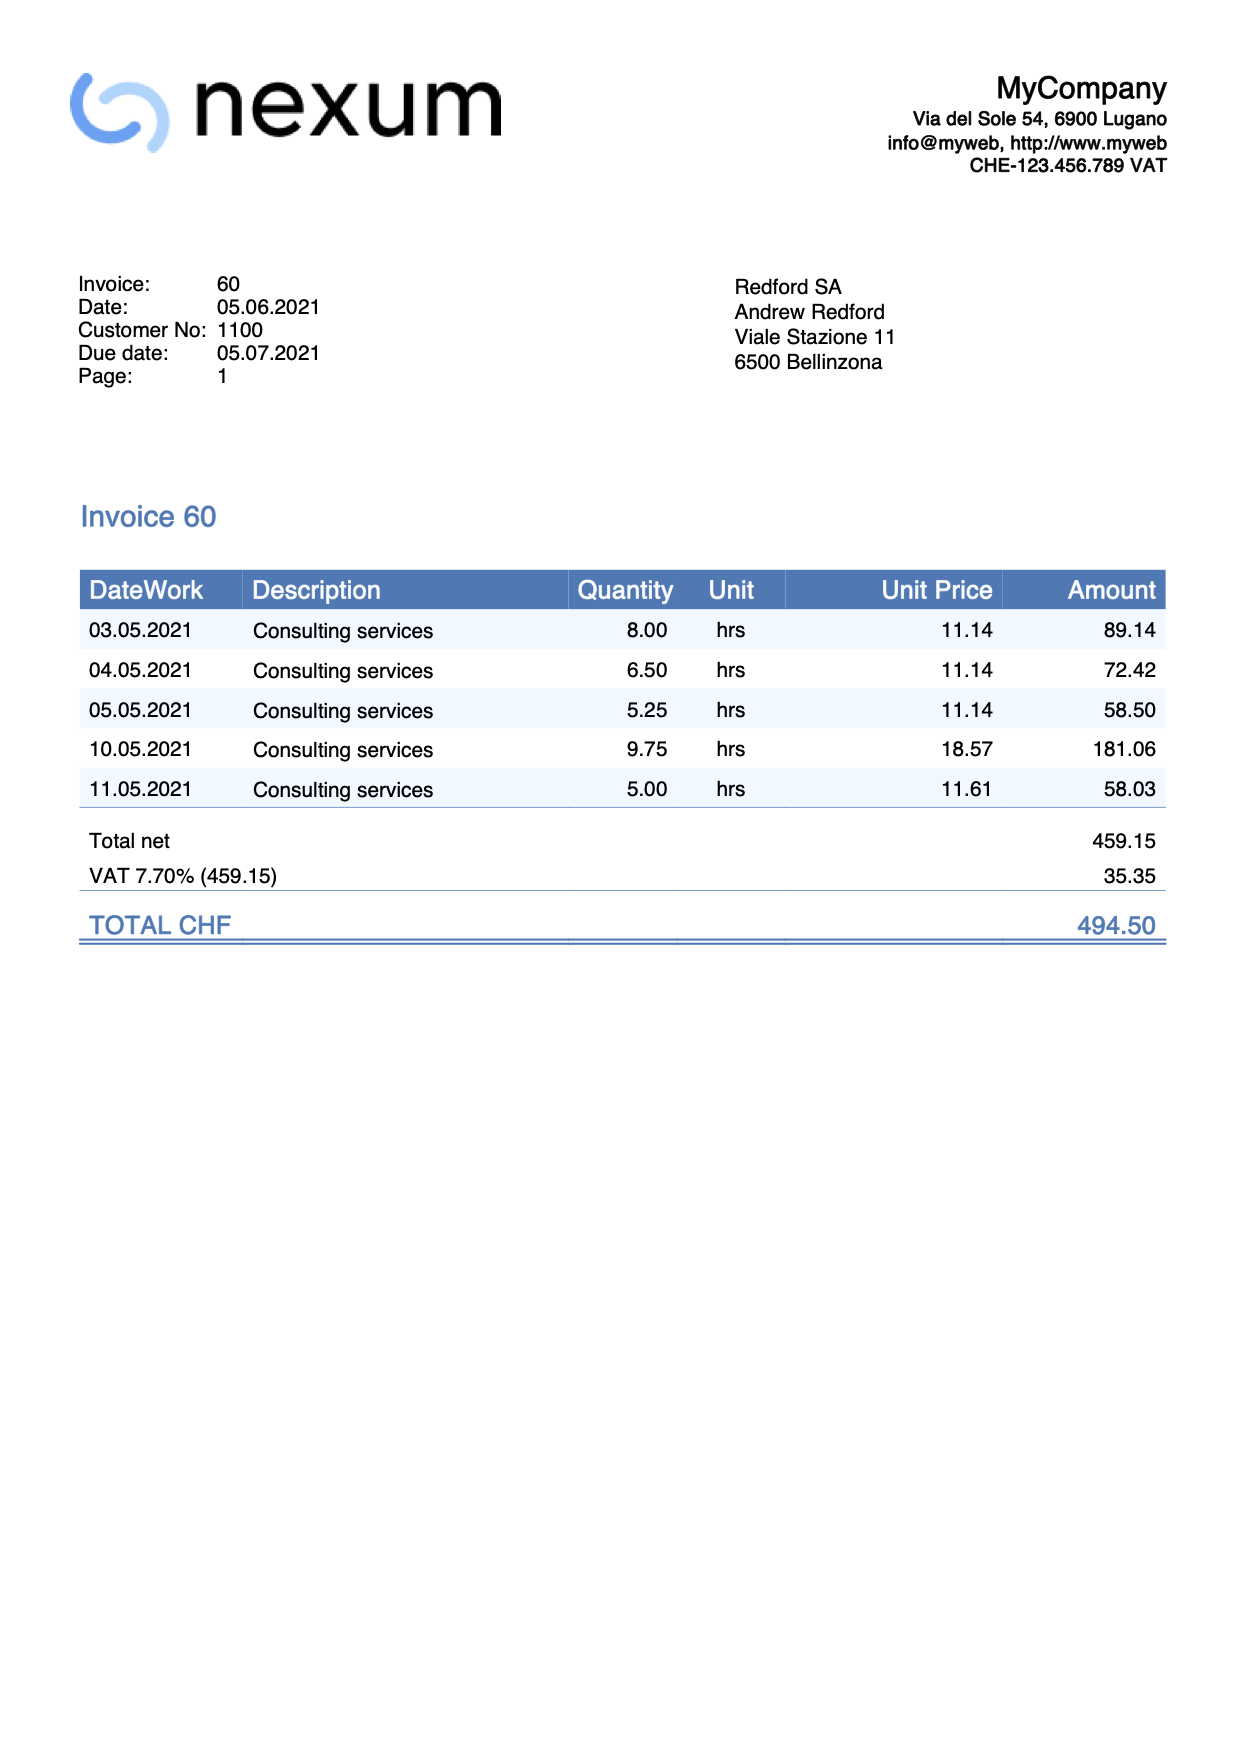 nexum
MyCompany
Via del Sole 54, 6900 Lugano
info@myweb, http://www.myweb
CHE-123.456.789 VAT
Invoice: 60
Date: 05.06.2021
Customer No: 1100
Due date: 05.07.2021
Page: 1
Redford SA
Andrew Redford
Viale Stazione 11
6500 Bellinzona
Invoice 60
DateWork Description Quantity Unit Unit Price Amount
03.05.2021 Consulting services 8.00 hrs 11.14 89.14
04.05.2021 Consulting services 6.50 hrs 11.14 72.42
05.05.2021 Consulting services 5.25 hrs 11.14 58.50
10.05.2021 Consulting services 9.75 hrs 18.57 181.06
11.05.2021 Consulting services 5.00 hrs 11.61 58.03
Total net 459.15
VAT 7.70% (459.15) 35.35
TOTAL CHF 494.50